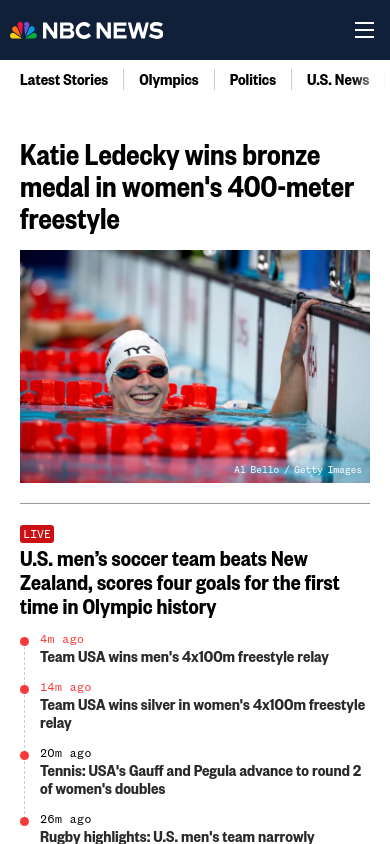 NBC NEWS
Latest Stories
Olympics
Politics
U.S. News
Katie Ledecky wins bronze
medal in women's 400-meter
freestyle
TYR
Al Bello / Getty Images
LIVE
U.S. men’s soccer team beats New
Zealand, scores four goals for the first
time in Olympic history
4m ago
Team USA wins men's 4x100m freestyle relay
14m ago
Team USA wins silver in women's 4x100m freestyle
relay
20m ago
Tennis: USA's Gauff and Pegula advance to round 2
of women's doubles
26m ago
Rugby highlights: U.S. men's team narrowly